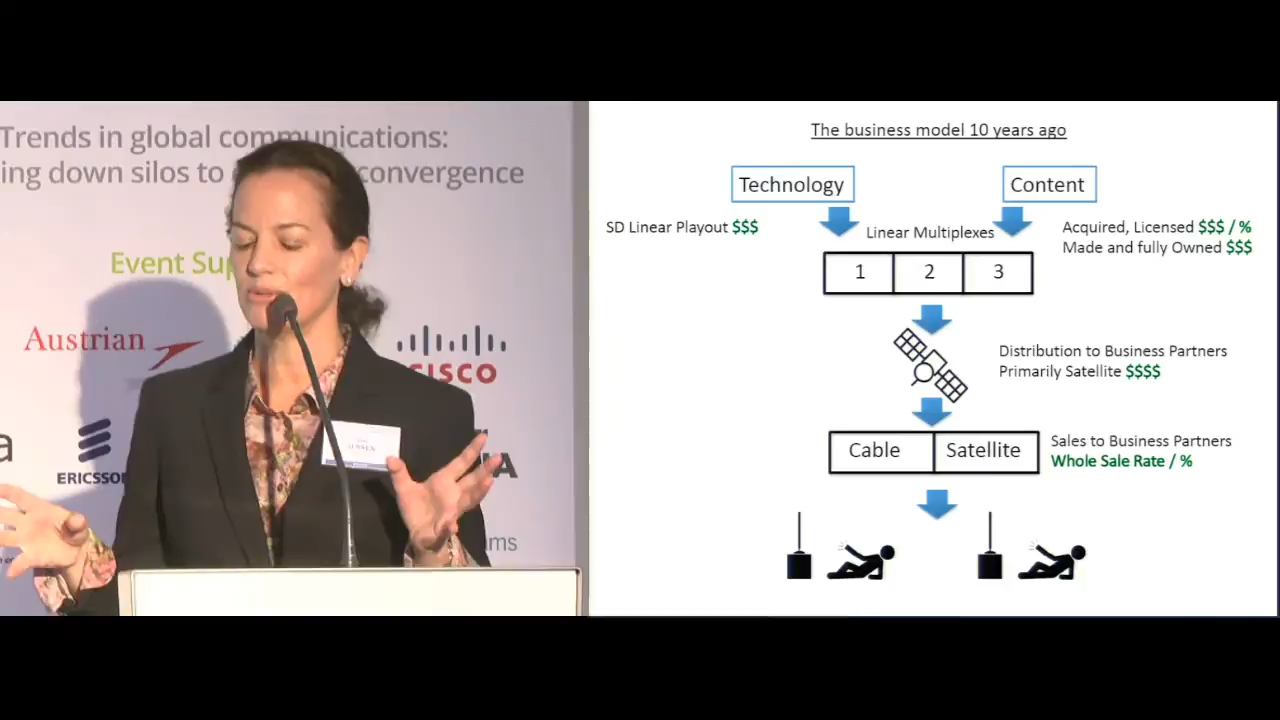 Trends in global communications:
ing down silos to convergence
Event Sup
Austrian
CISCO
a
ERICSSON
JENSEN
The business model 10 years ago
Technology
Content
SD Linear Playout $$$
Linear Multiplexes
Acquired, Licensed $$$ / %
Made and fully Owned $$$
1 2 3
Distribution to Business Partners
Primarily Satellite $$$$
Cable Satellite
Sales to Business Partners
Whole Sale Rate / %